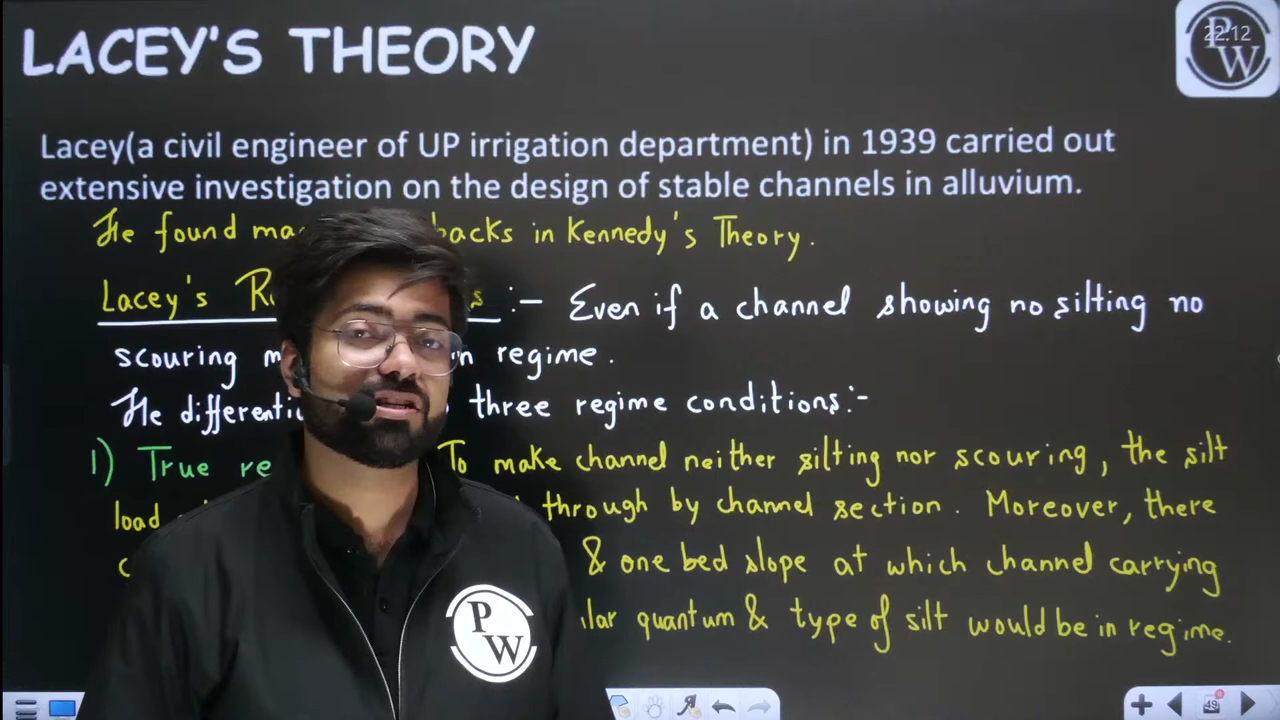 LACEY'S THEORY
22:12
PW
Lacey(a civil engineer of UP irrigation department) in 1939 carried out
extensive investigation on the design of stable channels in alluvium.
He found backs in Kennedy's Theory.
Lacey's :- Even if a channel showing no silting no
scouring regime.
He three regime conditions:-
1) True To make channel neither silting nor scouring, the silt
load through by channel section. Moreover, there
& one bed slope at which channel carrying
quantum & type of silt would be in regime.
PW
49